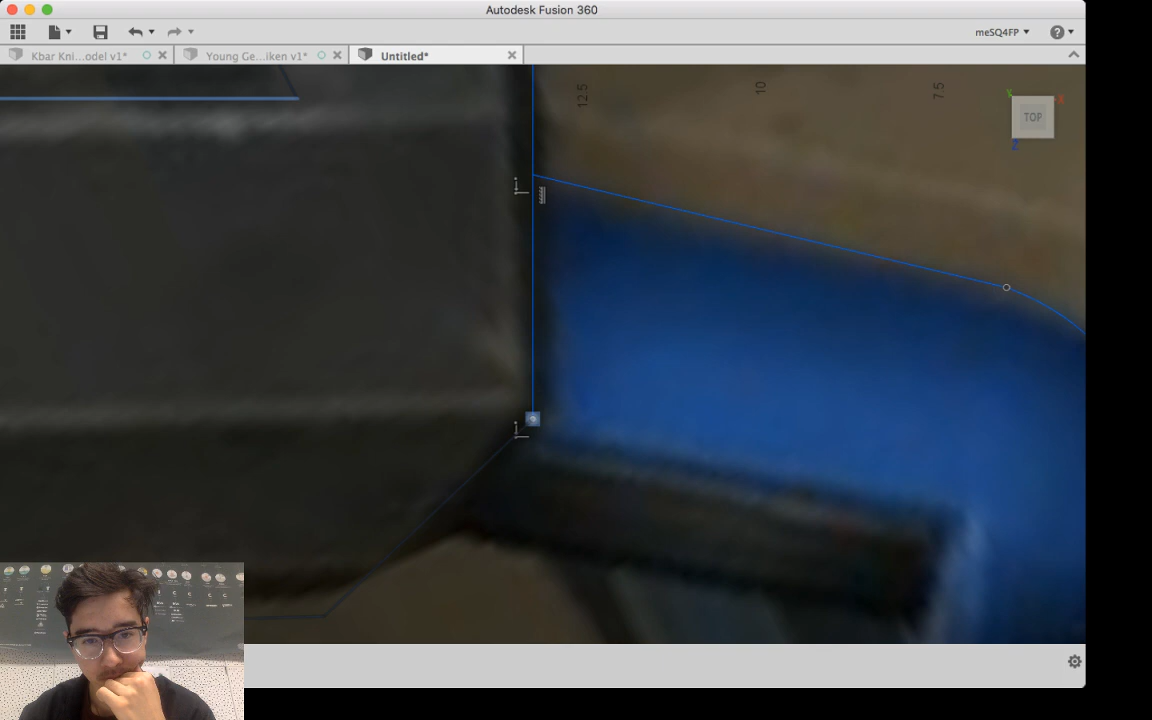 Autodesk Fusion 360
meSQ4FP
?
Kbar Kni...odel v1*
Young Ge...iken v1*
Untitled*
12.5
10
7.5
Y
X
TOP
Z